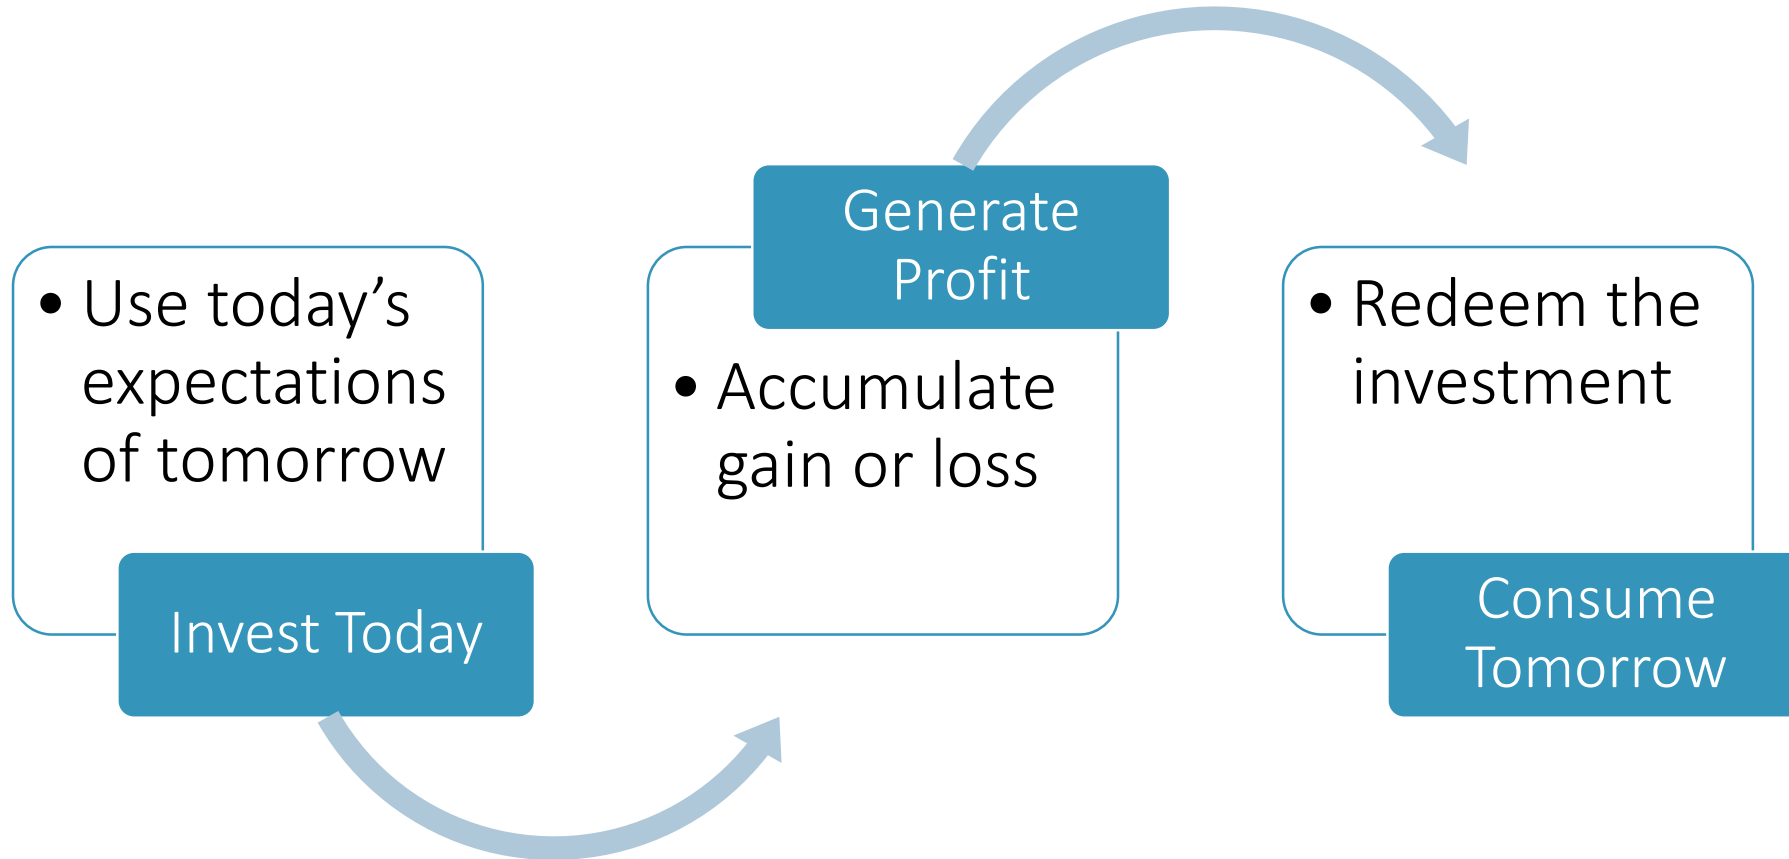 • Use today’s
expectations
of tomorrow
Invest Today
Generate
Profit
• Accumulate
gain or loss
• Redeem the
investment
Consume
Tomorrow